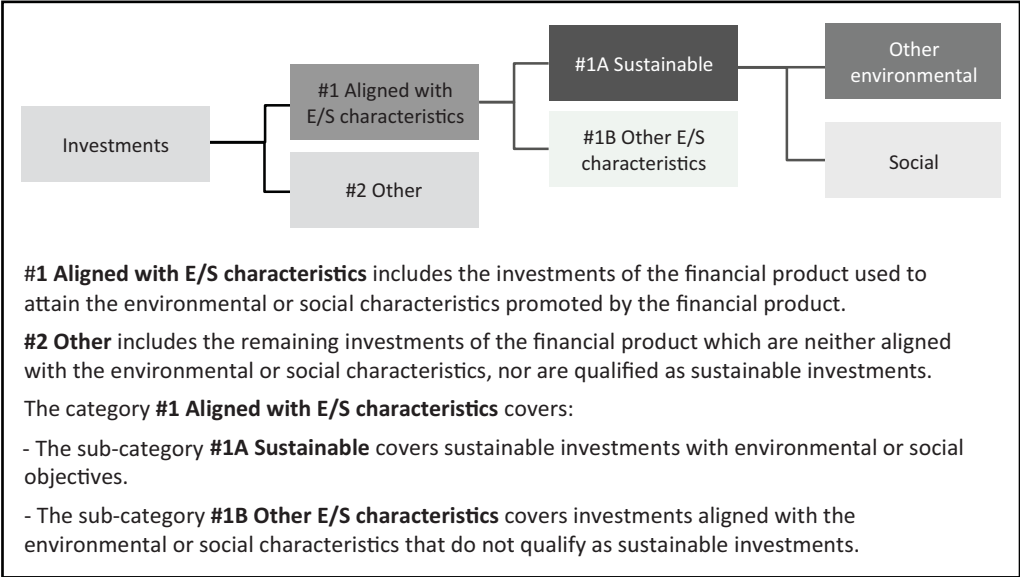 Investments
#1 Aligned with
E/S characteristics
#2 Other
#1A Sustainable
#1B Other E/S
characteristics
Other
environmental
Social
#1 Aligned with E/S characteristics includes the investments of the financial product used to
attain the environmental or social characteristics promoted by the financial product.
#2 Other includes the remaining investments of the financial product which are neither aligned
with the environmental or social characteristics, nor are qualified as sustainable investments.
The category #1 Aligned with E/S characteristics covers:
- The sub-category #1A Sustainable covers sustainable investments with environmental or social
objectives.
- The sub-category #1B Other E/S characteristics covers investments aligned with the
environmental or social characteristics that do not qualify as sustainable investments.